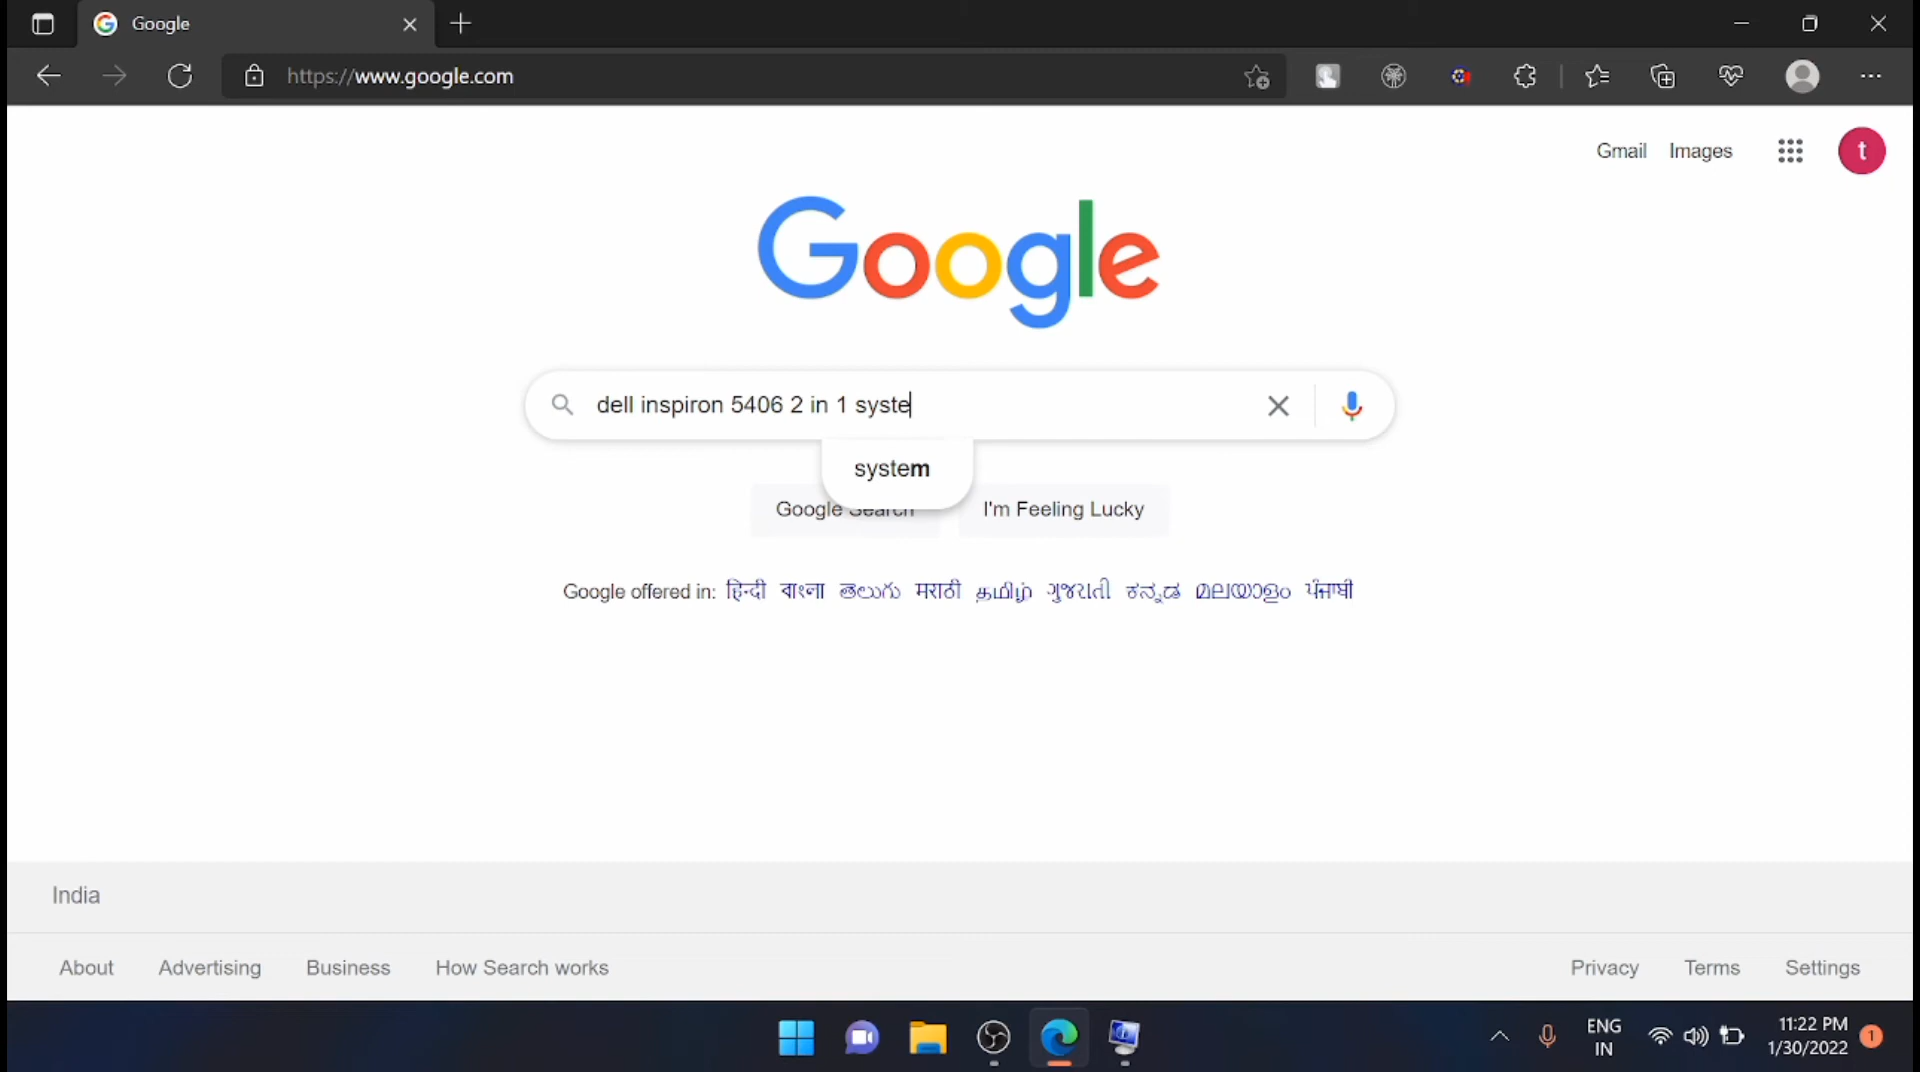 Google
https://www.google.com
Gmail Images
t
Google
dell inspiron 5406 2 in 1 syste
system
Google Search I'm Feeling Lucky
Google offered in: हिन्दी বাংলা తెలుగు मराठी தமிழ் ગુજરાતી ಕನ್ನಡ മലയാളം ਪੰਜਾਬੀ
India
About Advertising Business How Search works Privacy Terms Settings
ENG
IN
11:22 PM
1/30/2022
1